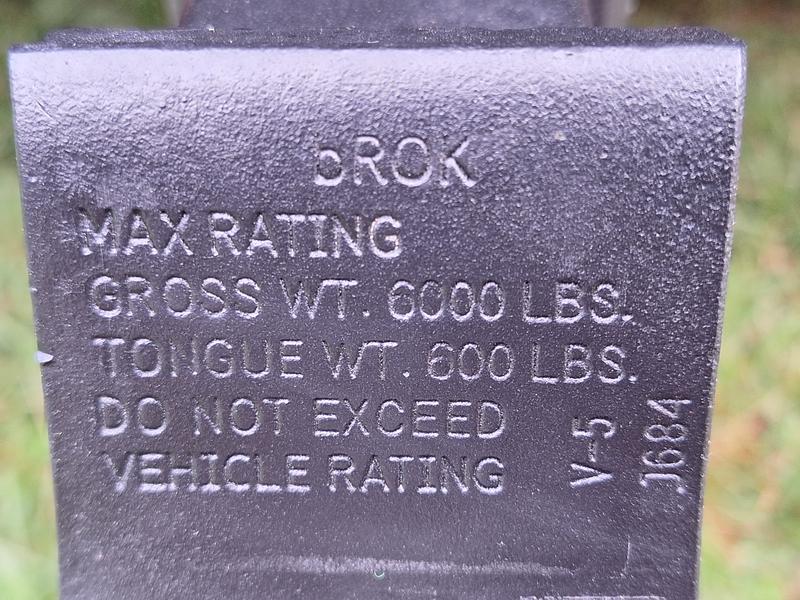 bROK
MAX RATING
GROSS WT. 6000 LBS.
TONGUE WT. 600 LBS.
DO NOT EXCEED
VEHICLE RATING
V-5
J684